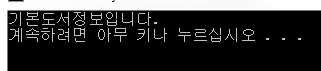 기본도서정보입니다.
계속하려면 아무 키나 누르십시오 . . .